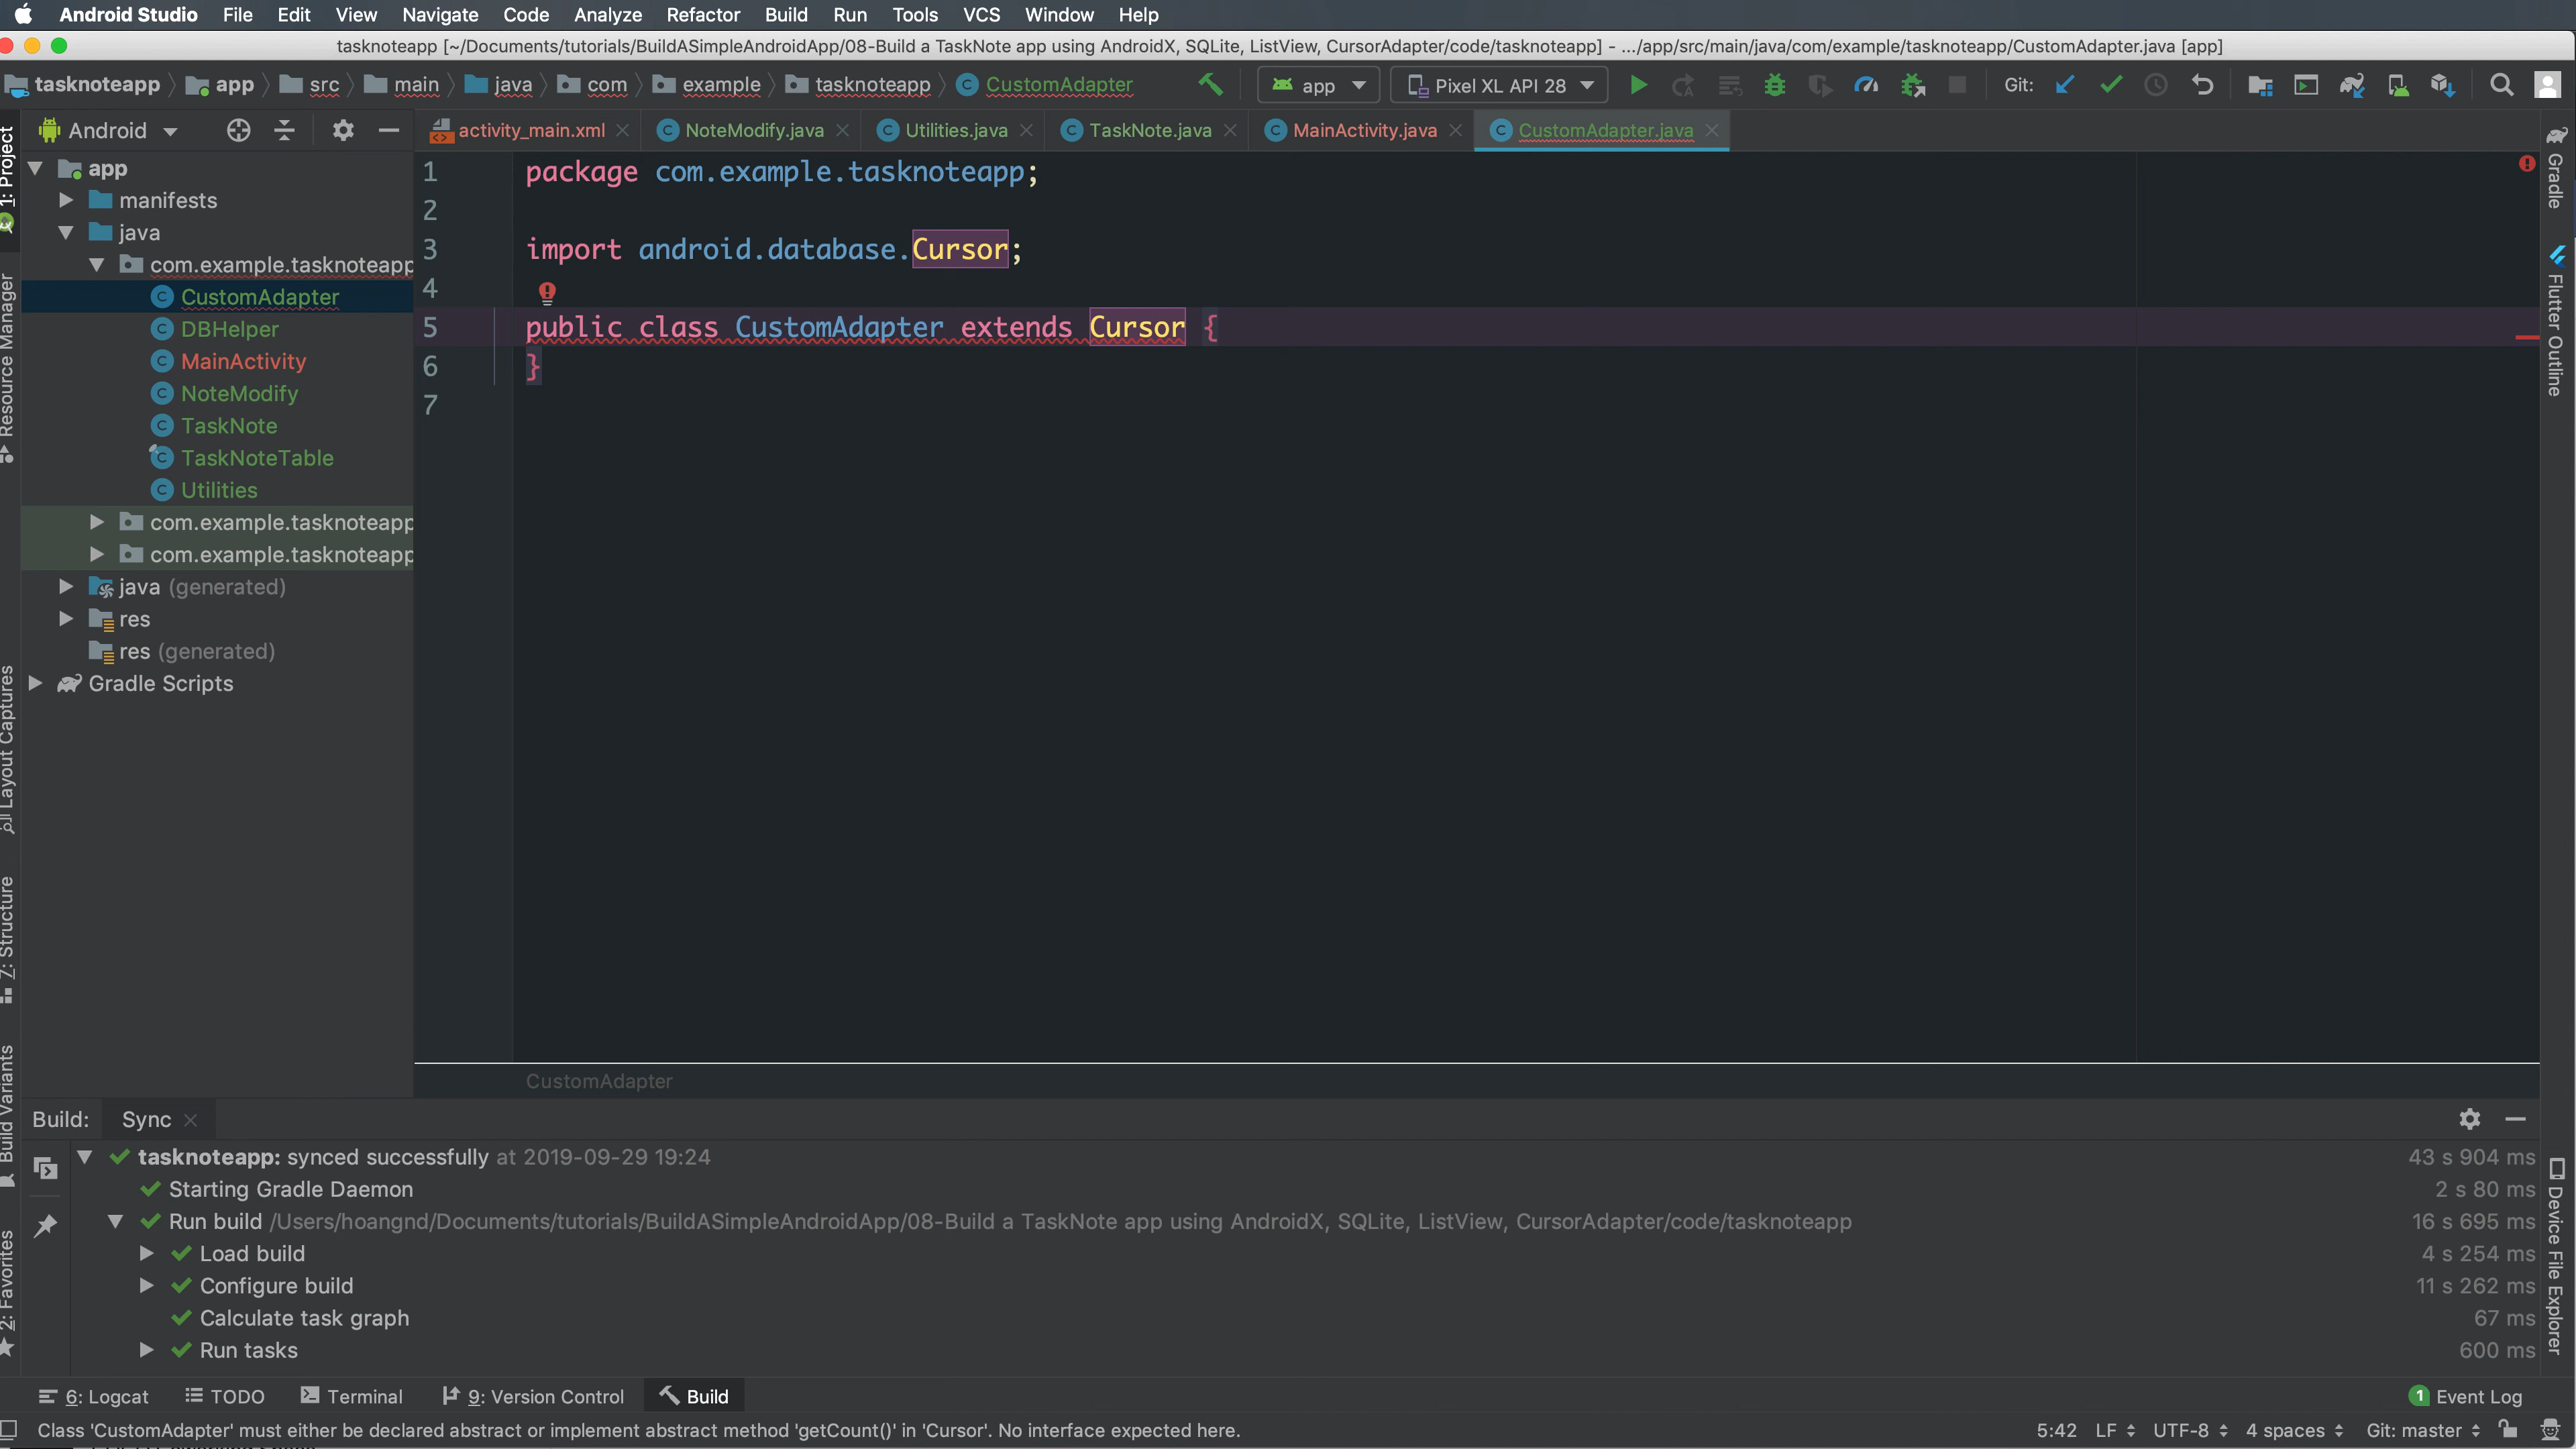 Android Studio File Edit View Navigate Code Analyze Refactor Build Run Tools VCS Window Help
tasknoteapp [~/Documents/tutorials/BuildASimpleAndroidApp/08-Build a TaskNote app using AndroidX, SQLite, ListView, CursorAdapter/code/tasknoteapp] - .../app/src/main/java/com/example/tasknoteapp/CustomAdapter.java [app]
tasknoteapp app src main java com example tasknoteapp CustomAdapter app Pixel XL API 28 Git:
Android
activity_main.xml NoteModify.java Utilities.java TaskNote.java MainActivity.java CustomAdapter.java
1: Project
Resource Manager
Layout Captures
7: Structure
Build Variants
2: Favorites
app
manifests
java
com.example.tasknoteapp
CustomAdapter
DBHelper
MainActivity
NoteModify
TaskNote
TaskNoteTable
Utilities
com.example.tasknoteapp
com.example.tasknoteapp
java (generated)
res
res (generated)
Gradle Scripts
1 package com.example.tasknoteapp;
2
3 import android.database.Cursor;
4
5 public class CustomAdapter extends Cursor {
6 }
7
CustomAdapter
Gradle
Flutter Outline
Device File Explorer
Build: Sync
tasknoteapp: synced successfully at 2019-09-29 19:24 43 s 904 ms
Starting Gradle Daemon 2 s 80 ms
Run build /Users/hoangnd/Documents/tutorials/BuildASimpleAndroidApp/08-Build a TaskNote app using AndroidX, SQLite, ListView, CursorAdapter/code/tasknoteapp 16 s 695 ms
Load build 4 s 254 ms
Configure build 11 s 262 ms
Calculate task graph 67 ms
Run tasks 600 ms
6: Logcat TODO Terminal 9: Version Control Build 1 Event Log
Class 'CustomAdapter' must either be declared abstract or implement abstract method 'getCount()' in 'Cursor'. No interface expected here. 5:42 LF UTF-8 4 spaces Git: master